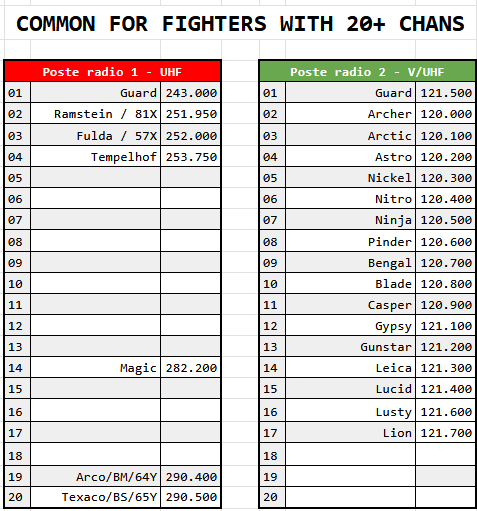 COMMON FOR FIGHTERS WITH 20+ CHANS
Poste radio 1 - UHF
01 Guard 243.000
02 Ramstein / 81X 251.950
03 Fulda / 57X 252.000
04 Tempelhof 253.750
05
06
07
08
09
10
11
12
13
14 Magic 282.200
15
16
17
18
19 Arco/BM/64Y 290.400
20 Texaco/BS/65Y 290.500
Poste radio 2 - V/UHF
01 Guard 121.500
02 Archer 120.000
03 Arctic 120.100
04 Astro 120.200
05 Nickel 120.300
06 Nitro 120.400
07 Ninja 120.500
08 Pinder 120.600
09 Bengal 120.700
10 Blade 120.800
11 Casper 120.900
12 Gypsy 121.100
13 Gunstar 121.200
14 Leica 121.300
15 Lucid 121.400
16 Lusty 121.600
17 Lion 121.700
18
19
20